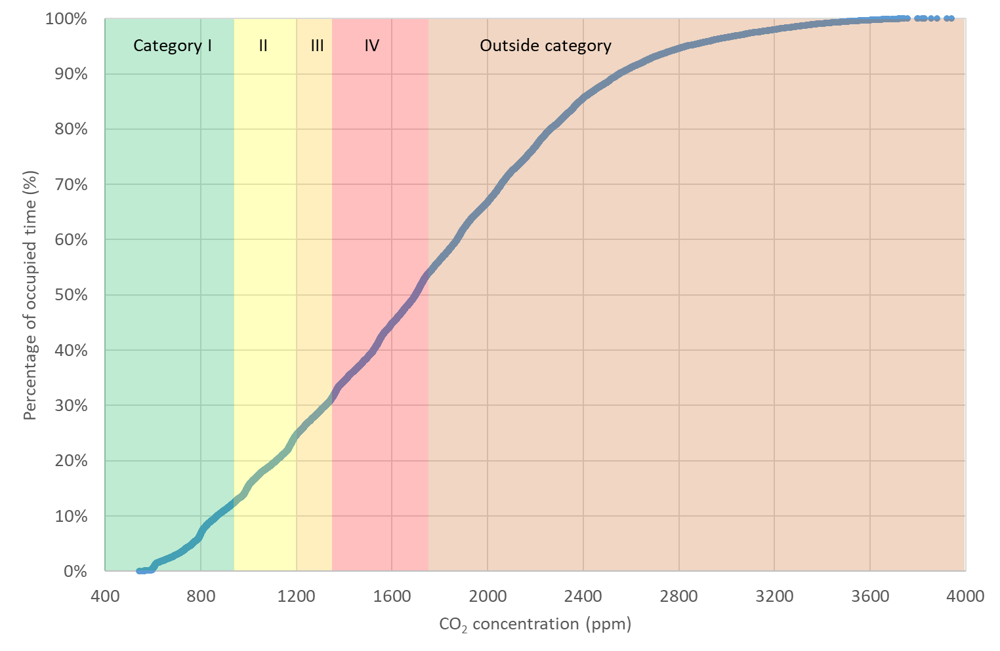 100%
90%
80%
70%
60%
50%
40%
30%
20%
10%
0%
Percentage of occupied time (%)
Category I II III IV Outside category
400 800 1200 1600 2000 2400 2800 3200 3600 4000
CO₂ concentration (ppm)